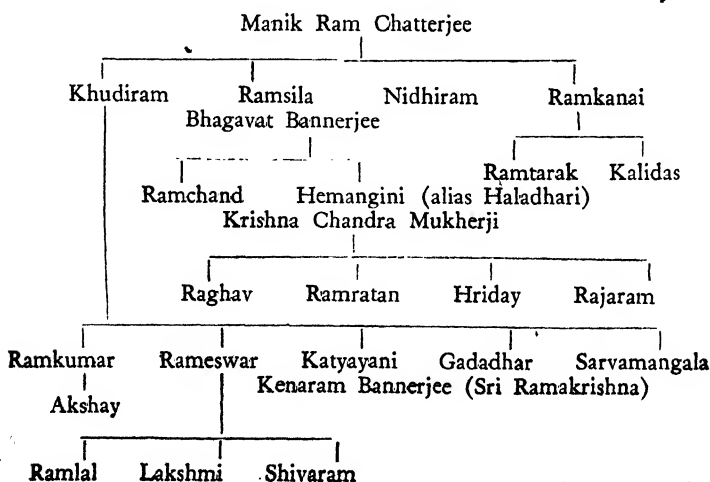 Manik Ram Chatterjee
Khudiram Ramsila Nidhiram Ramkanai
Bhagavat Bannerjee
Ramtarak Kalidas
Ramchand Hemangini (alias Haladhari)
Krishna Chandra Mukherji
Raghav Ramratan Hriday Rajaram
Ramkumar Rameswar Katyayani Gadadhar Sarvamangala
Kenaram Bannerjee (Sri Ramakrishna)
Akshay
Ramlal Lakshmi Shivaram